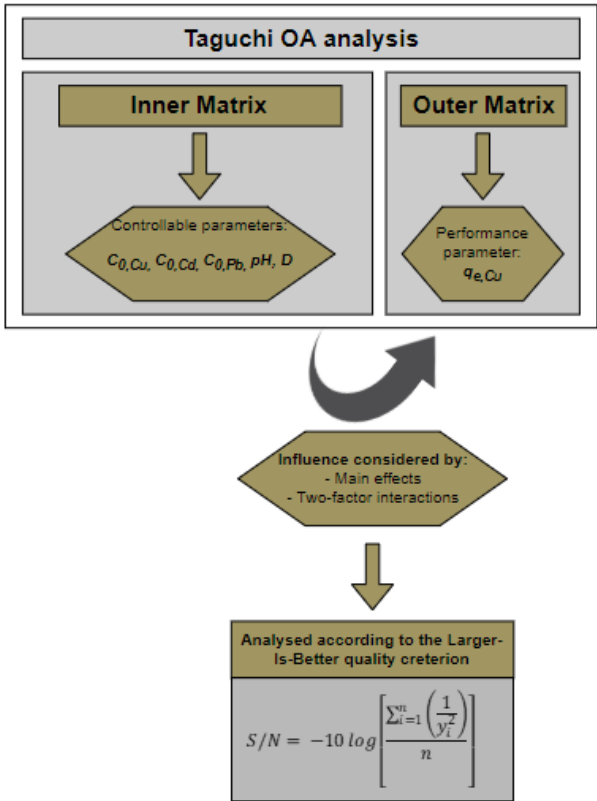 Taguchi OA analysis
Inner Matrix
Controllable parameters:
C0,Cu, C0,Cd, C0,Pb, pH, D
Outer Matrix
Performance
parameter:
qe,Cu
Influence considered by:
- Main effects
- Two-factor interactions
Analysed according to the Larger-
Is-Better quality creterion
S/N = −10 log[∑ⁿᵢ₌₁(1/yᵢ²)/n]